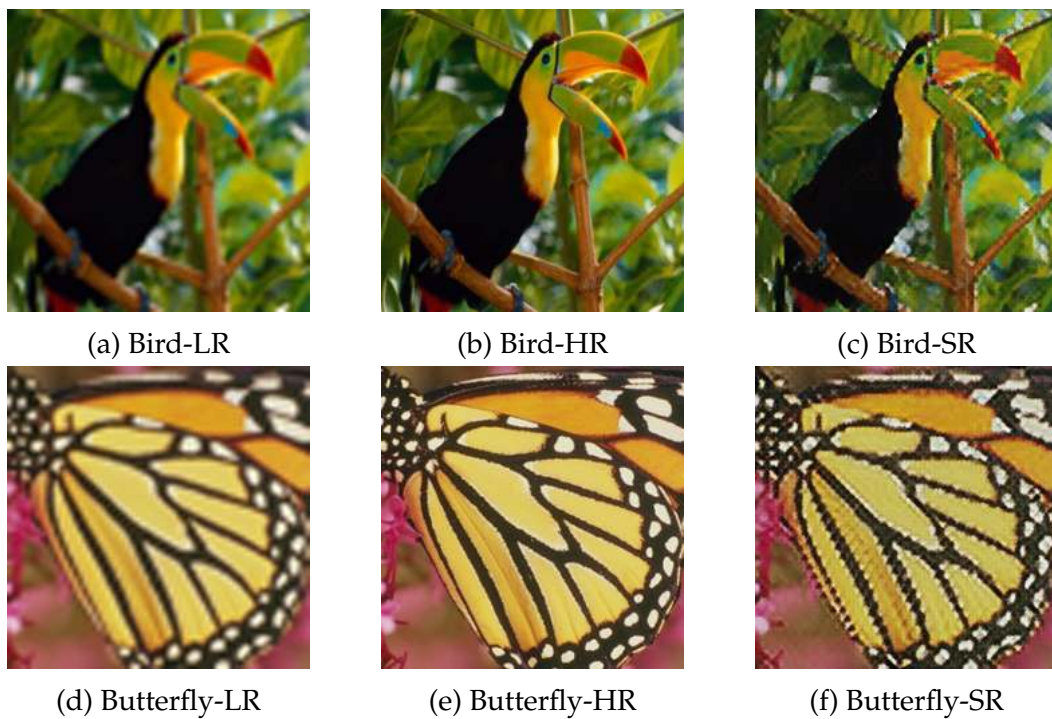 (a) Bird-LR
(b) Bird-HR
(c) Bird-SR
(d) Butterfly-LR
(e) Butterfly-HR
(f) Butterfly-SR